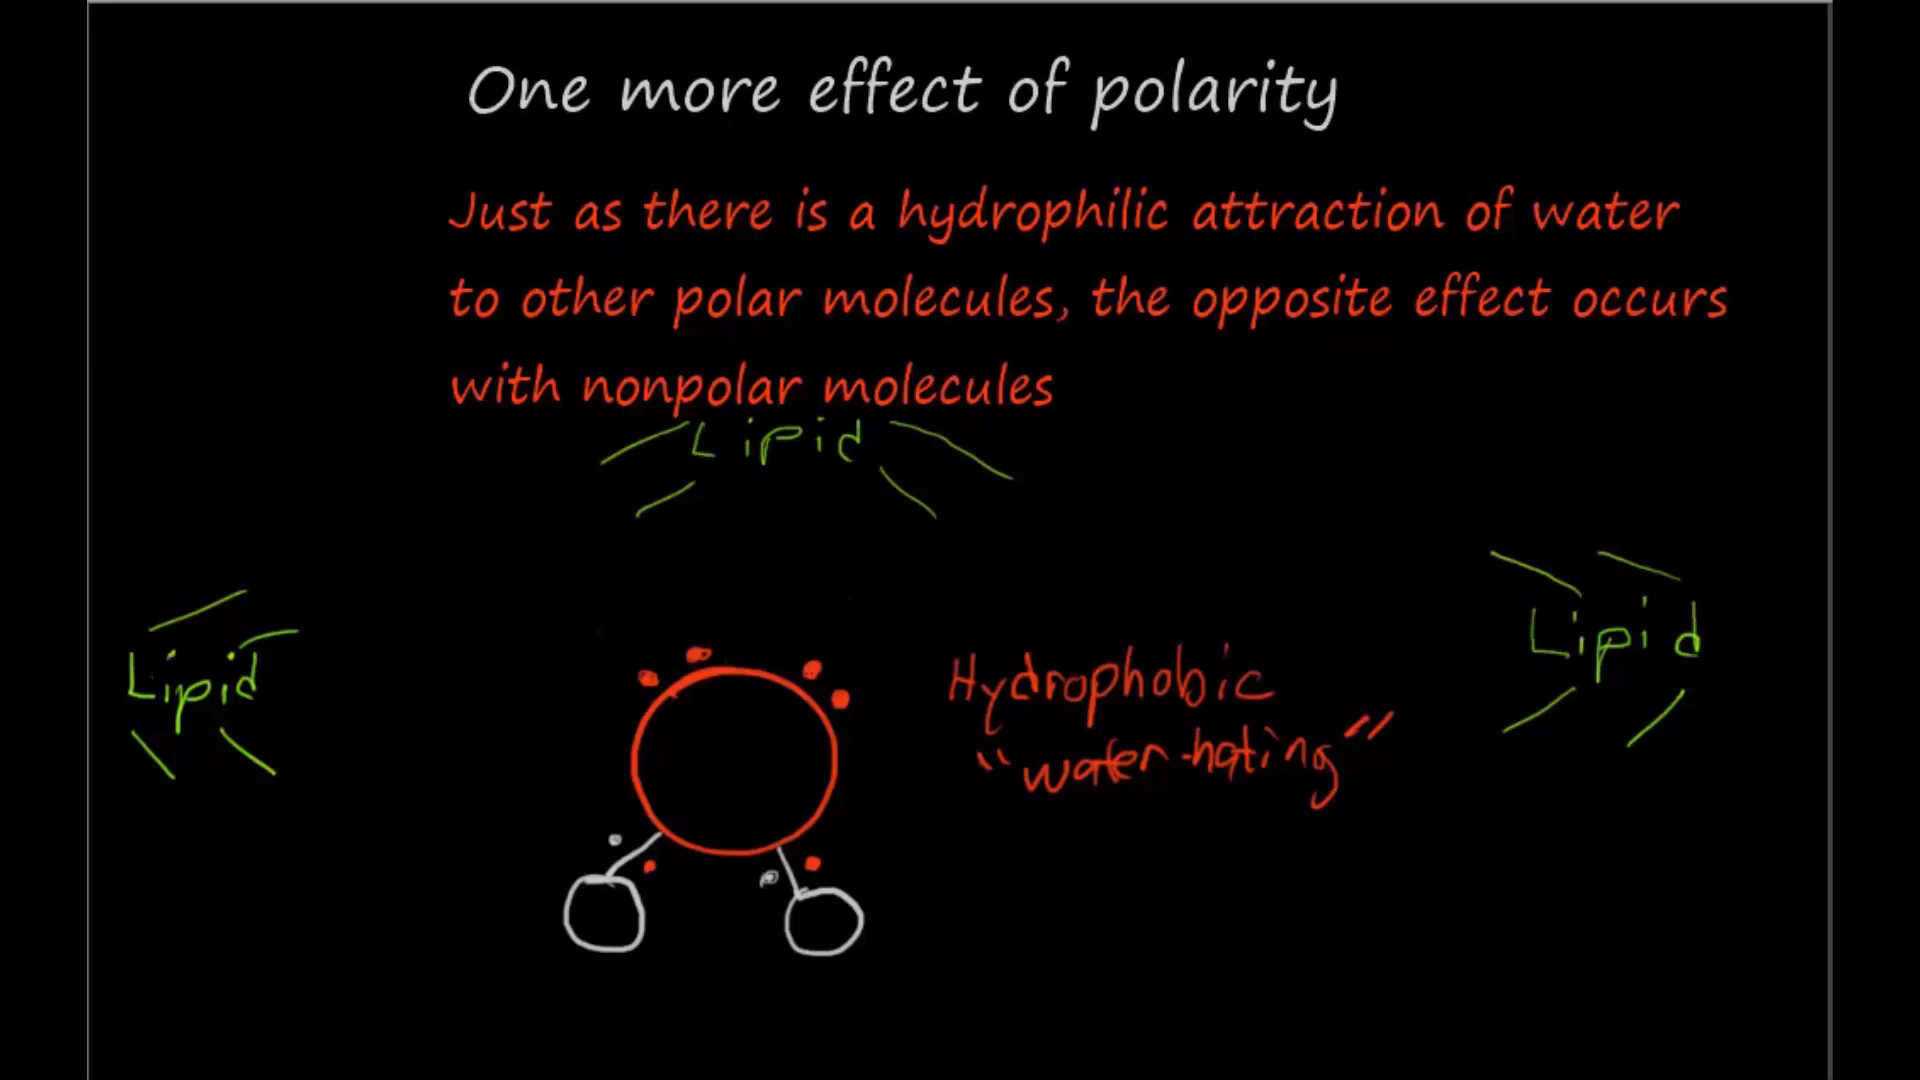 One more effect of polarity
Just as there is a hydrophilic attraction of water
to other polar molecules, the opposite effect occurs
with nonpolar molecules
Lipid
Lipid
Lipid
Hydrophobic
"water-hating"